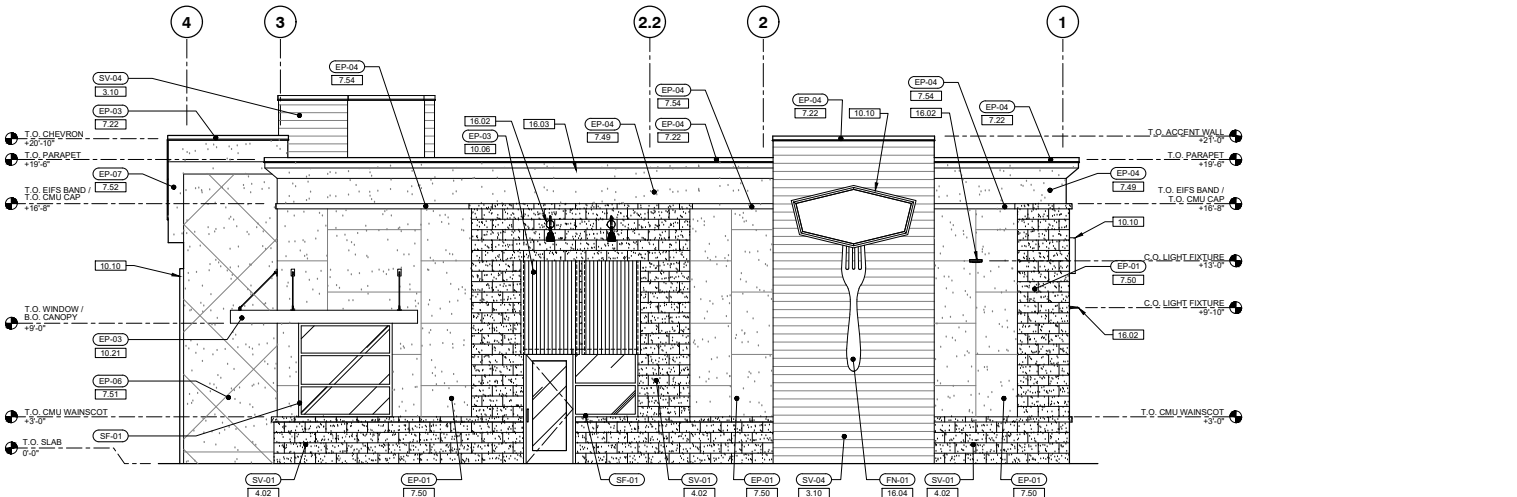 4
3
2.2
2
1
EP-04
7.54
SV-04
3.10
EP-04
7.54
EP-04
7.22
10.10
EP-04
7.54
16.02
EP-04
7.22
EP-03
7.22
16.02
EP-03
10.06
16.03
EP-04
7.49
EP-04
7.22
T.O. CHEVRON
+20'-10"
T.O. PARAPET
+19'-6"
T.O. ACCENT WALL
+21'-0"
T.O. PARAPET
+19'-6"
EP-07
7.52
EP-04
7.49
T.O. EIFS BAND /
T.O. CMU CAP
+16'-8"
T.O. EIFS BAND /
T.O. CMU CAP
+16'-8"
10.10
10.10
C.O. LIGHT FIXTURE
+13'-0"
EP-01
7.50
T.O. WINDOW /
B.O. CANOPY
+9'-0"
C.O. LIGHT FIXTURE
+9'-10"
16.02
EP-03
10.21
EP-06
7.51
T.O. CMU WAINSCOT
+3'-0"
T.O. CMU WAINSCOT
+3'-0"
SF-01
T.O. SLAB
0'-0"
SV-01
4.02
EP-01
7.50
SF-01
SV-01
4.02
EP-01
7.50
SV-04
3.10
FN-01
16.04
SV-01
4.02
EP-01
7.50